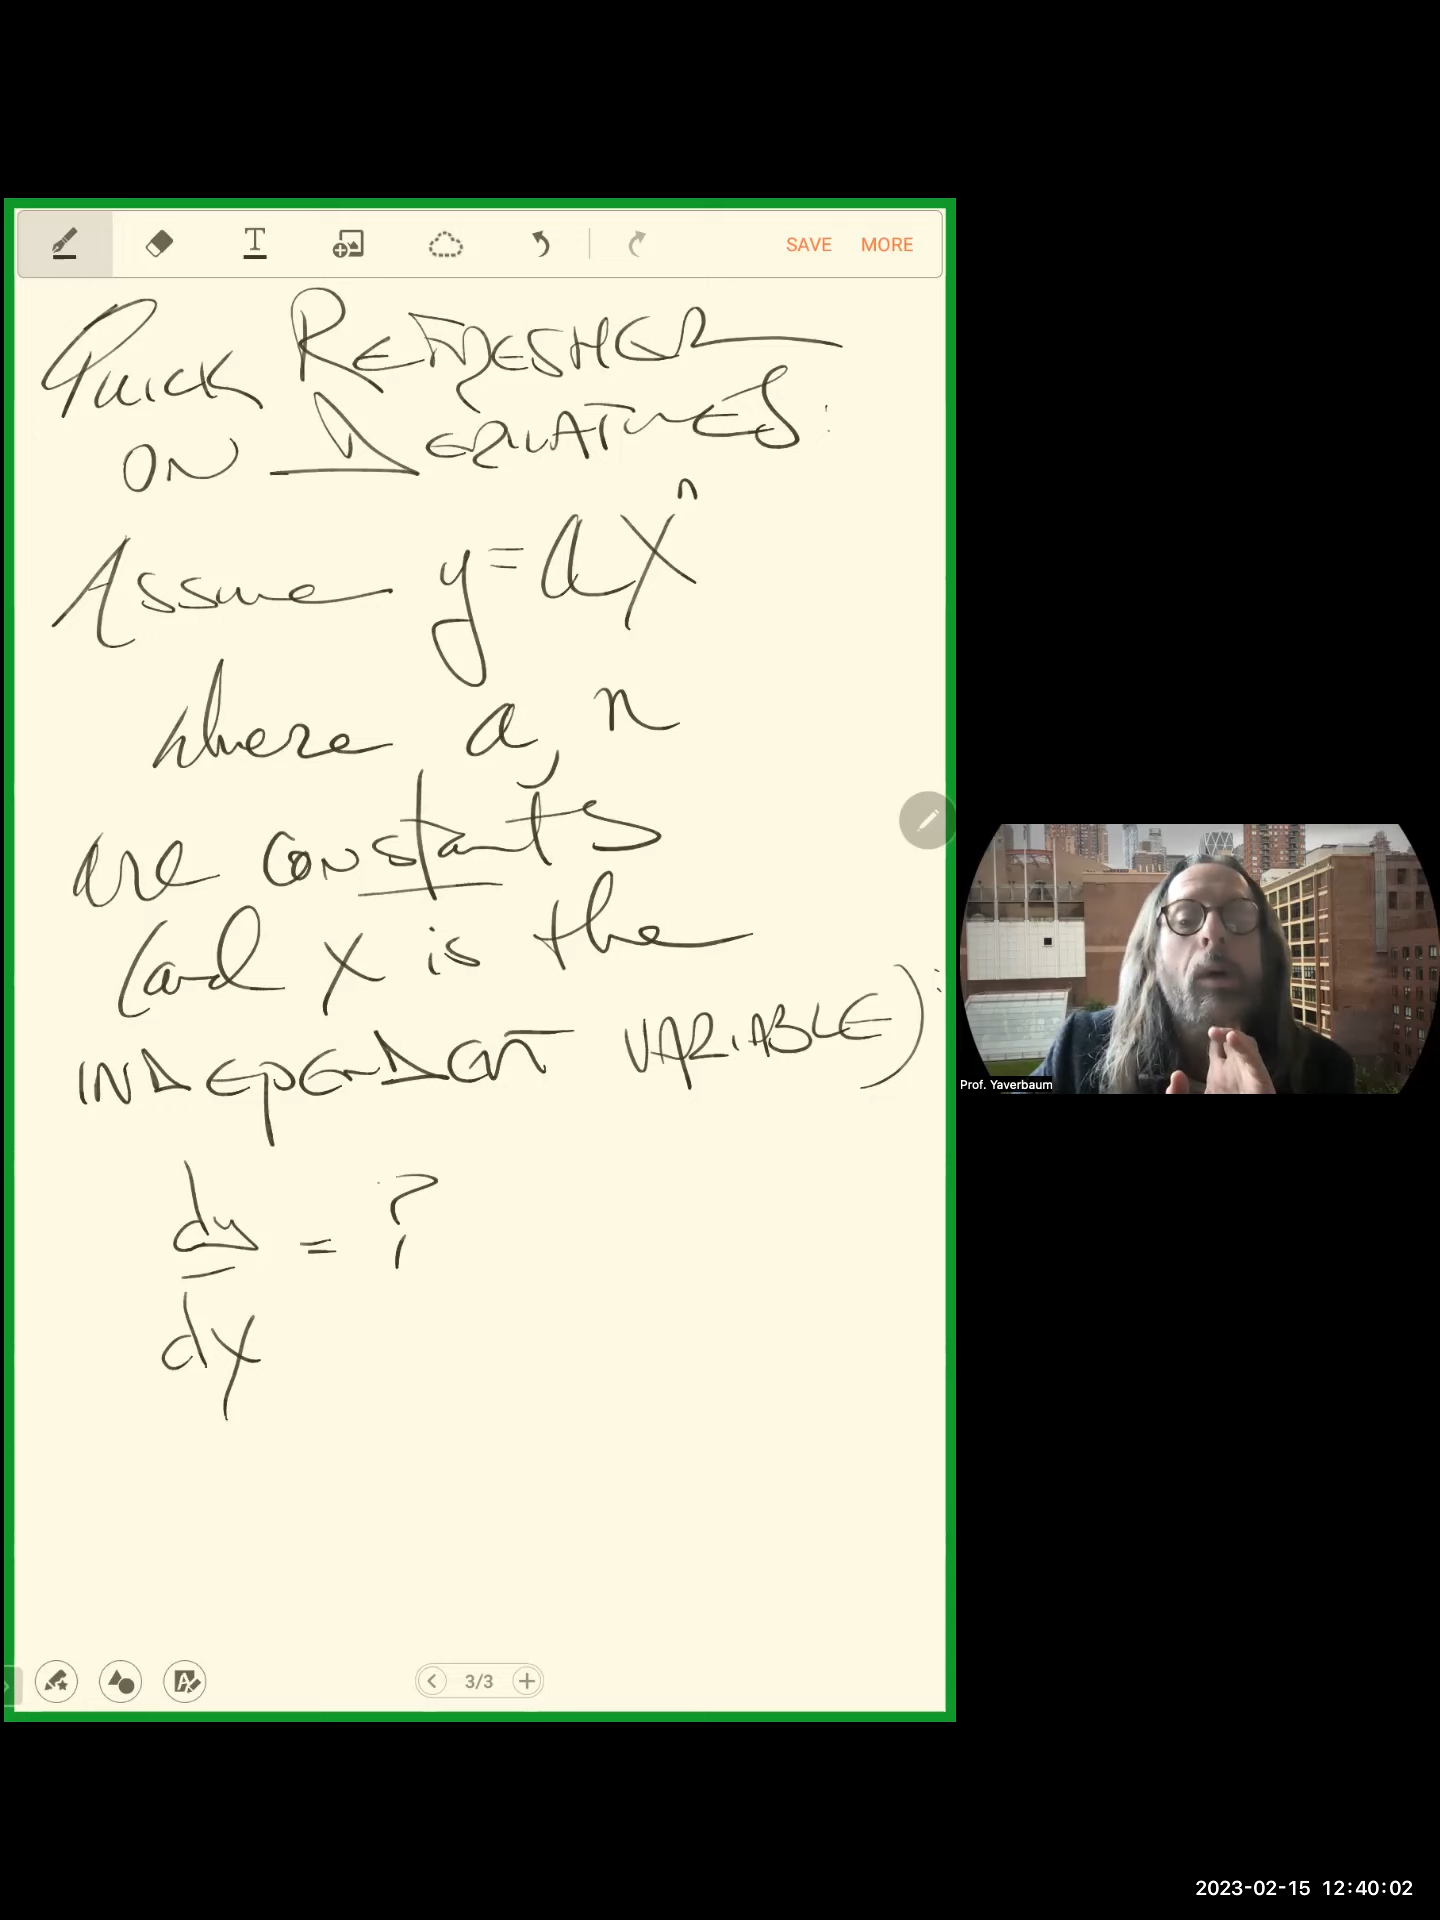 T
SAVE MORE
QUICK REFRESHER
ON DERIVATIVES:
Assume y = ax^n
where a, n
are constants
(and x is the
INDEPENDENT VARIABLE):
dy/dx = ?
Prof. Yaverbaum
A
3/3
2023-02-15 12:40:02